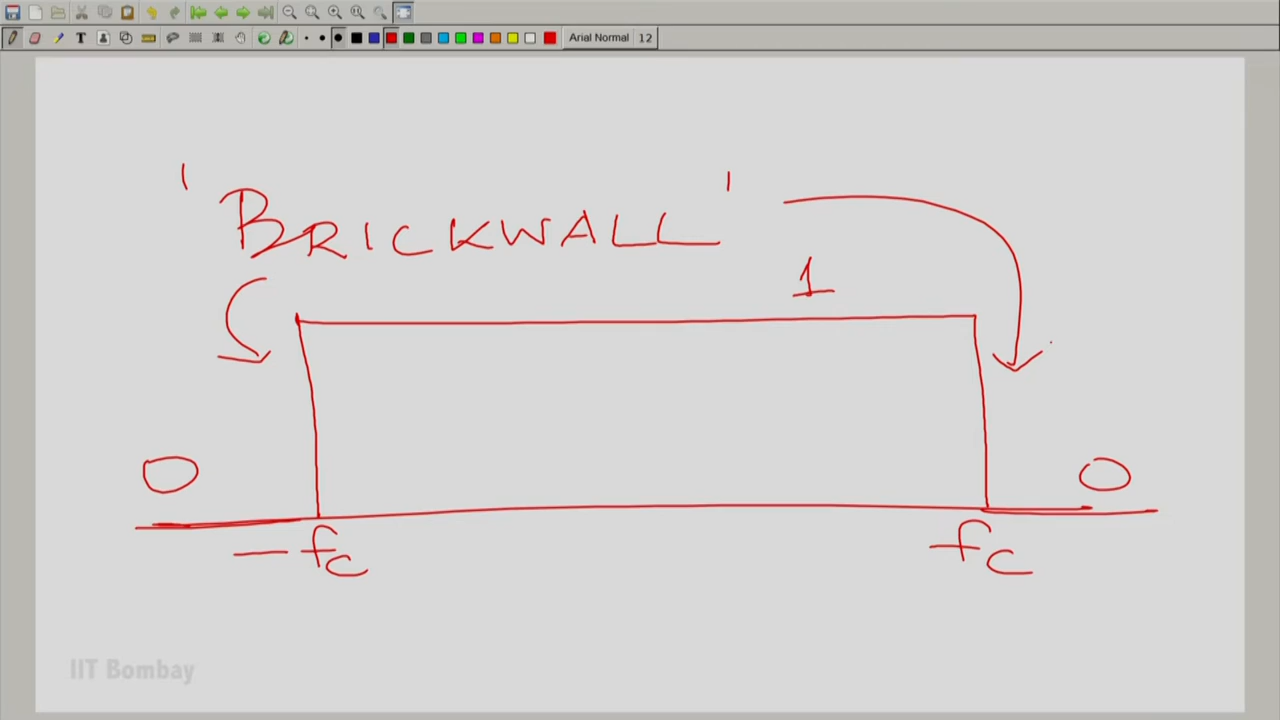 Arial Normal 12
' BRICKWALL '
1
0 0
-fc fc
IIT Bombay